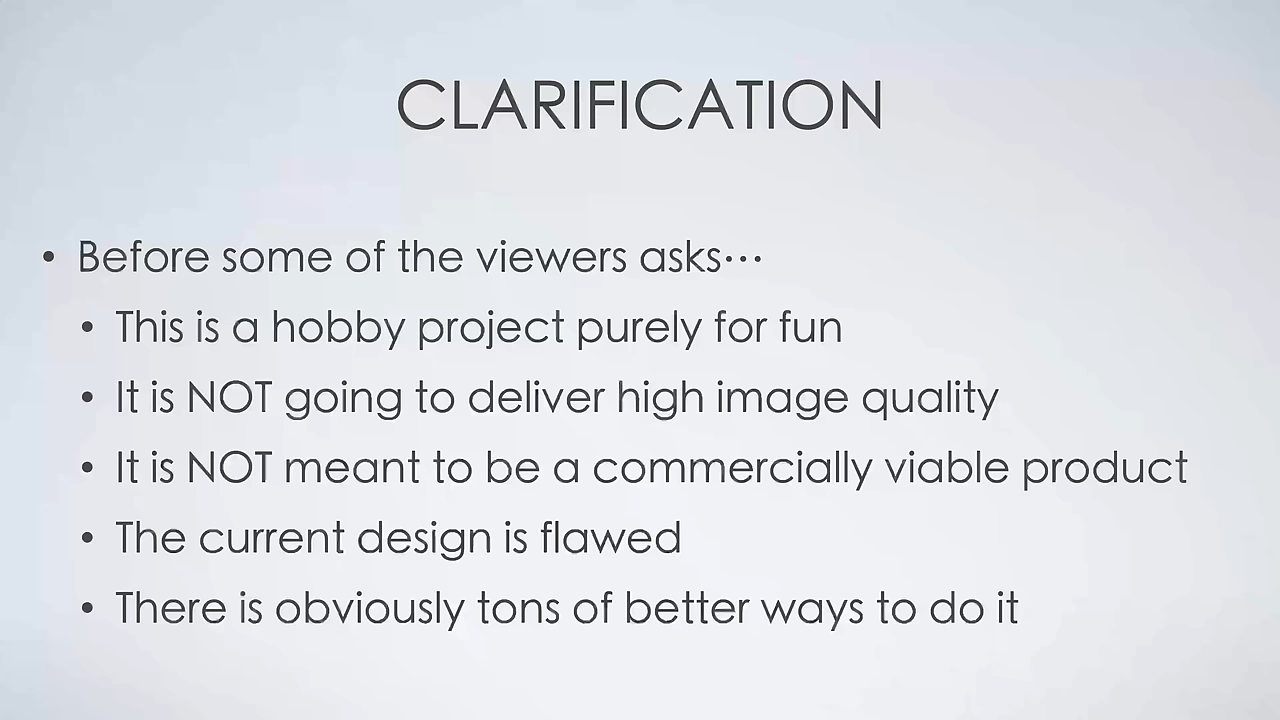 CLARIFICATION
• Before some of the viewers asks⋯
• This is a hobby project purely for fun
• It is NOT going to deliver high image quality
• It is NOT meant to be a commercially viable product
• The current design is flawed
• There is obviously tons of better ways to do it